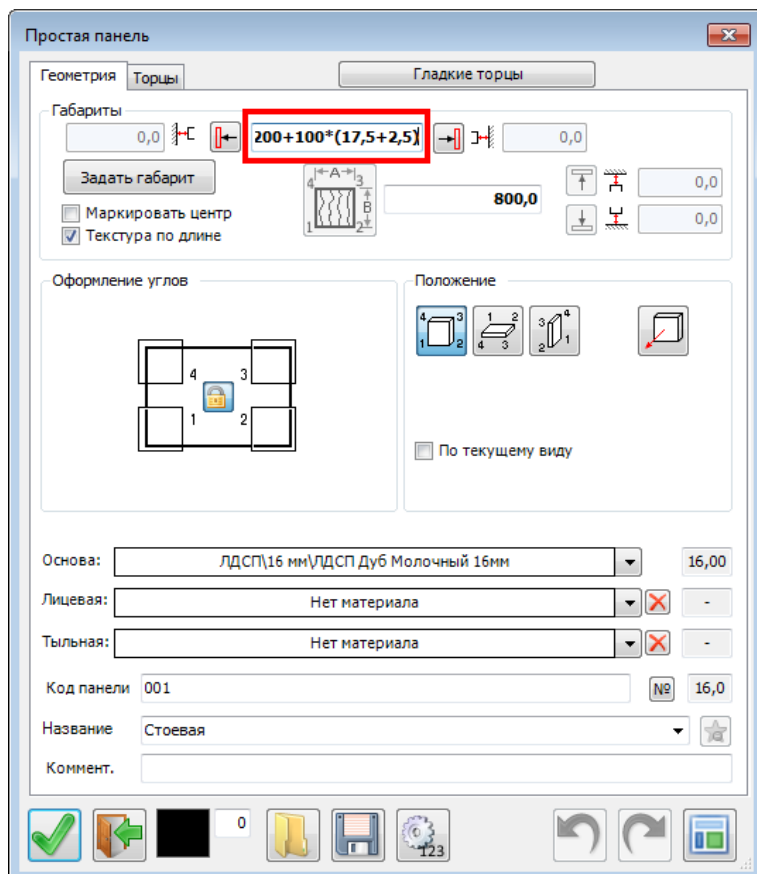 Простая панель
Геометрия Торцы Гладкие торцы
Габариты
0,0 200+100*(17,5+2,5) 0,0
Задать габарит
Маркировать центр
Текстура по длине
A
4 3
B
1 2
800,0
0,0
0,0
Оформление углов
4 3
1 2
Положение
4 3
1 2
1 2
4 3
3 4
2 1
По текущему виду
Основа: ЛДСП\16 мм\ЛДСП Дуб Молочный 16мм 16,00
Лицевая: Нет материала -
Тыльная: Нет материала -
Код панели 001 № 16,0
Название Стоевая
Коммент.
0
123